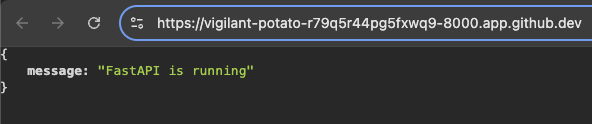 https://vigilant-potato-r79q5r44pg5fxwq9-8000.app.github.dev
{
message: "FastAPI is running"
}